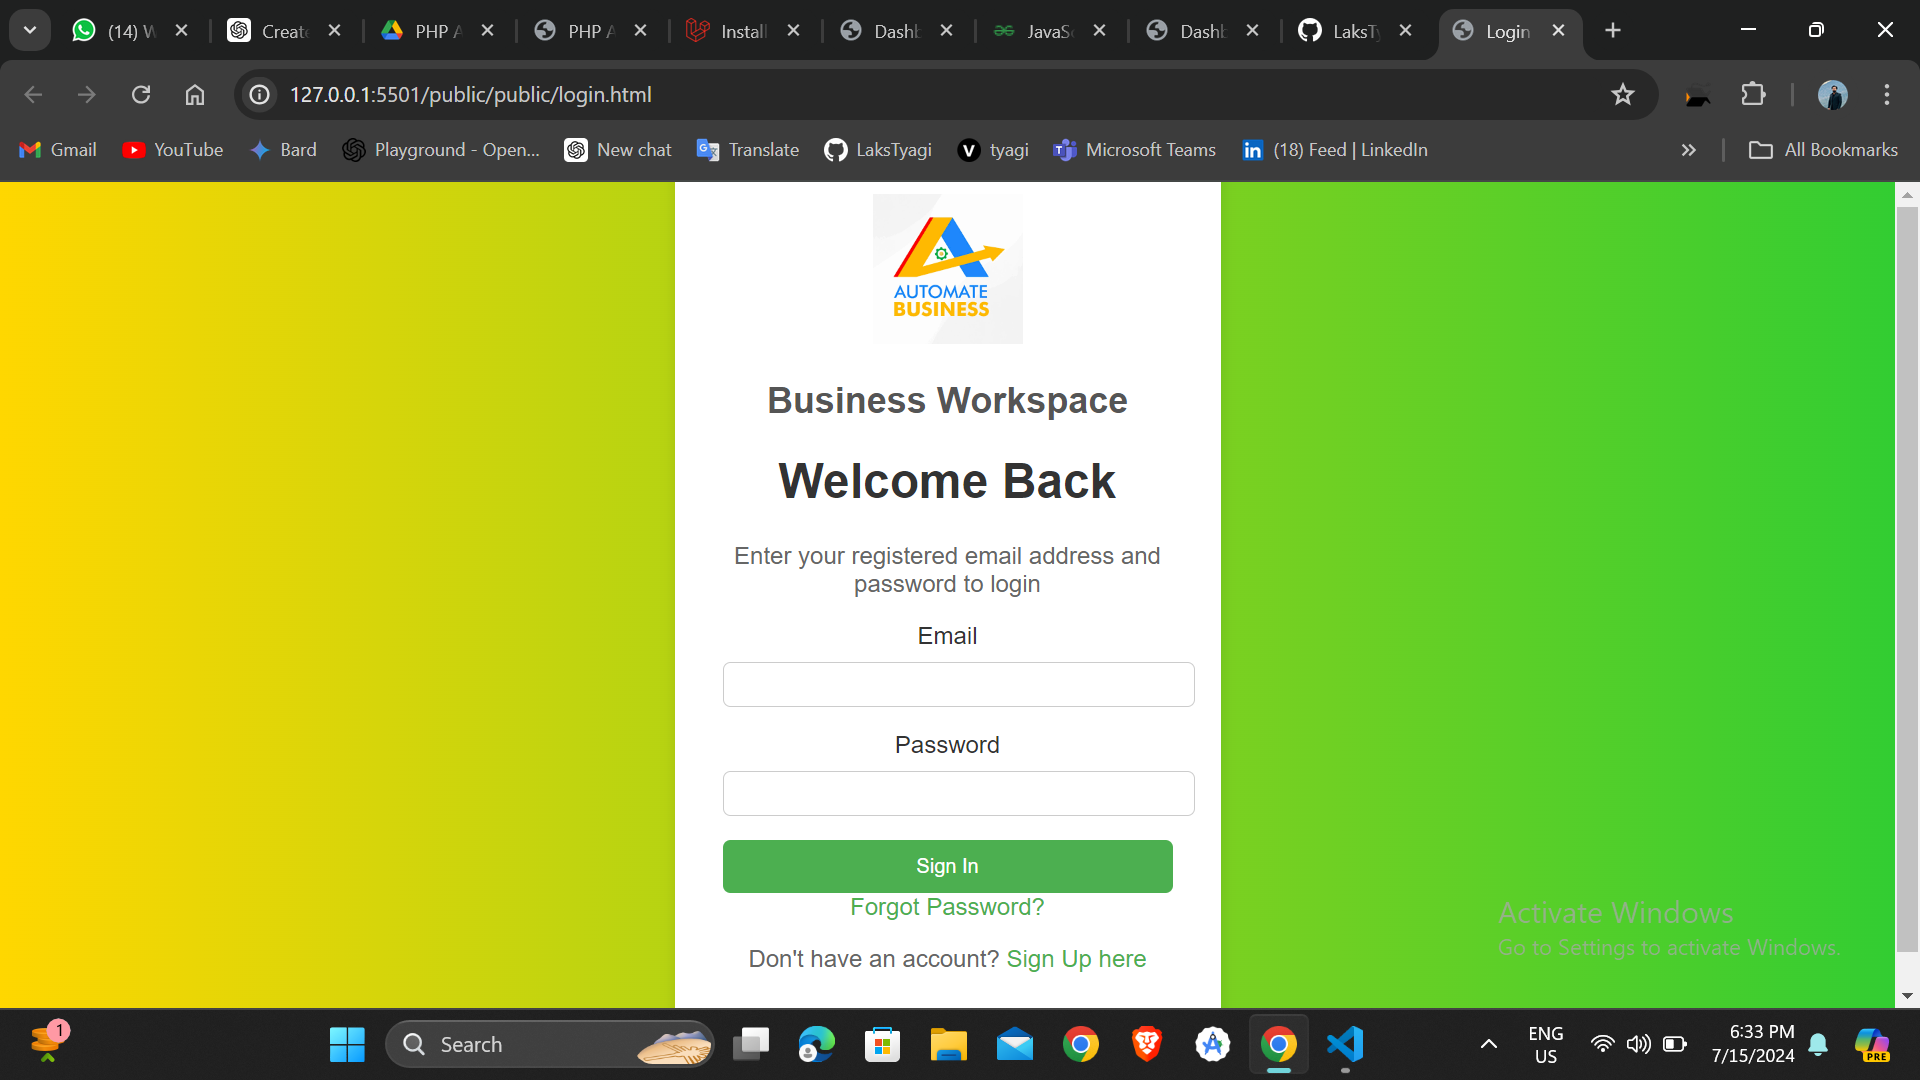 (14) W
Create
PHP A
PHP A
Install
Dashb
JavaSc
Dashb
LaksTy
Login
127.0.0.1:5501/public/public/login.html
Gmail
YouTube
Bard
Playground - Open...
New chat
Translate
LaksTyagi
tyagi
Microsoft Teams
(18) Feed | LinkedIn
All Bookmarks
AUTOMATE
BUSINESS
Business Workspace
Welcome Back
Enter your registered email address and
password to login
Email
Password
Sign In
Forgot Password?
Don't have an account? Sign Up here
Activate Windows
Go to Settings to activate Windows.
1
Search
ENG
US
6:33 PM
7/15/2024
PRE